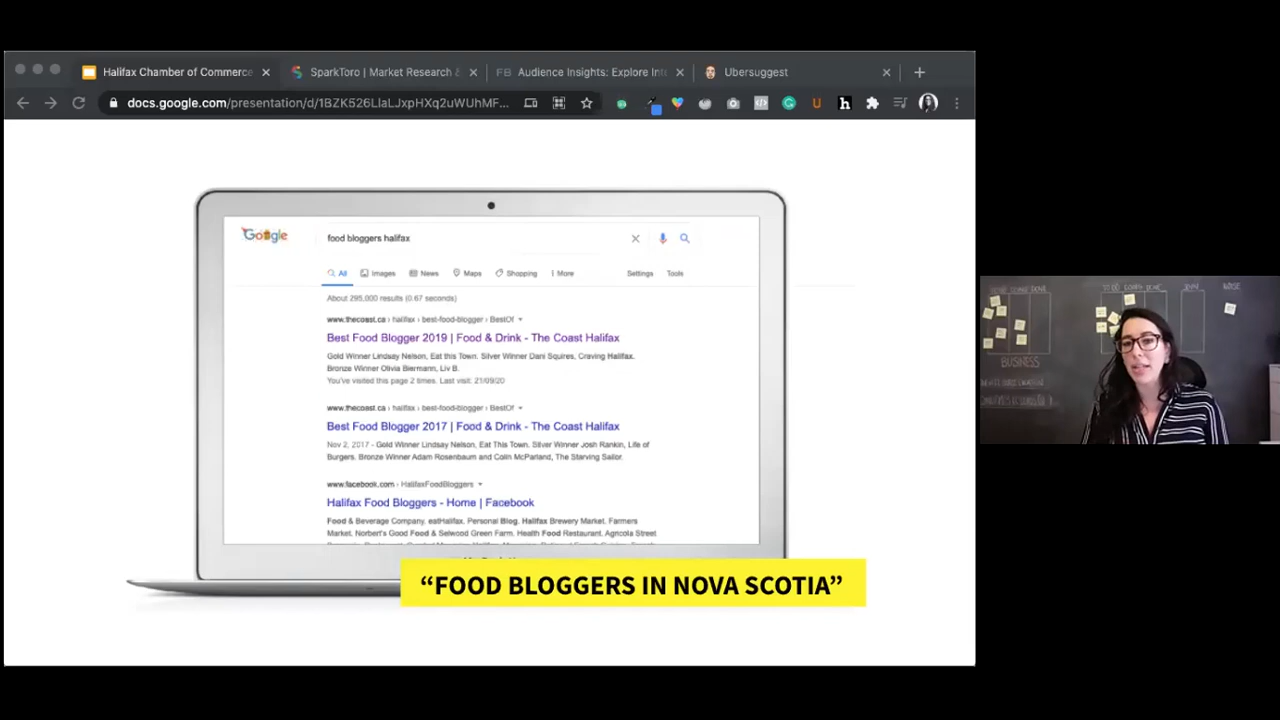 Halifax Chamber of Commerce
SparkToro | Market Research &
FB Audience Insights: Explore Inte
Ubersuggest
docs.google.com/presentation/d/1BZK526LlaLJxpHXq2uWUhMF...
Google
food bloggers halifax
All Images News Maps Shopping More Settings Tools
About 295,000 results (0.67 seconds)
www.thecoast.ca › halifax › best-food-blogger › BestOf
Best Food Blogger 2019 | Food & Drink - The Coast Halifax
Gold Winner Lindsay Nelson, Eat this Town. Silver Winner Dani Squires, Craving Halifax.
Bronze Winner Olivia Biermann, Liv B.
You've visited this page 2 times. Last visit: 21/09/20
www.thecoast.ca › halifax › best-food-blogger › BestOf
Best Food Blogger 2017 | Food & Drink - The Coast Halifax
Nov 2, 2017 - Gold Winner Lindsay Nelson, Eat This Town. Silver Winner Josh Rankin, Life of
Burgers. Bronze Winner Adam Rosenbaum and Colin McParland, The Starving Sailor.
www.facebook.com › HalifaxFoodBloggers
Halifax Food Bloggers - Home | Facebook
Food & Beverage Company. eatHalifax. Personal Blog. Halifax Brewery Market. Farmers
Market. Norbert's Good Food & Selwood Green Farm. Health Food Restaurant. Agricola Street
“FOOD BLOGGERS IN NOVA SCOTIA”
BUSINESS